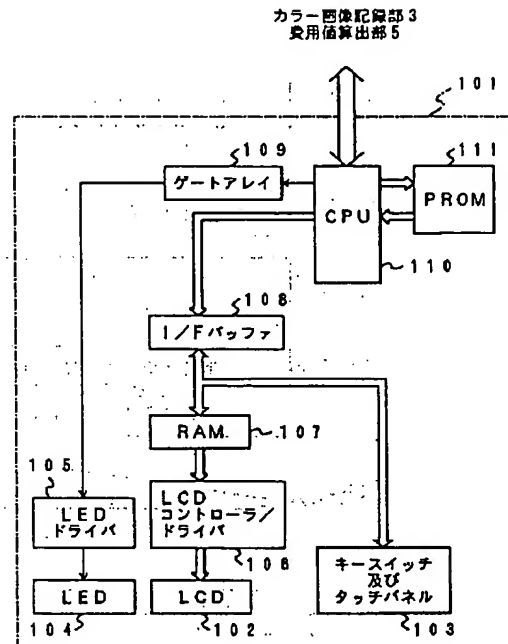 カラー画像記録部3
費用値算出部5
101
109
ゲートアレイ
CPU
110
111
PROM
108
I/Fバッファ
RAM
107
105
LED
ドライバ
LCD
コントローラ/
ドライバ
106
LED
104
LCD
102
キースイッチ
及び
タッチパネル
103